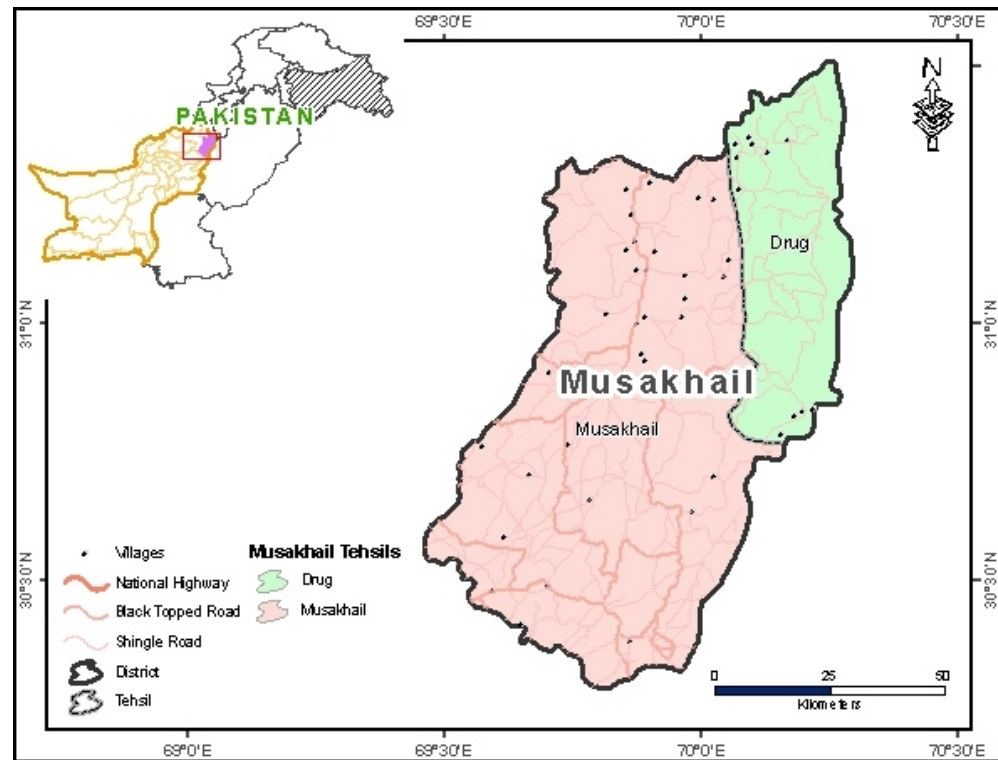 69°30'E
70°0'E
70°30'E
PAKISTAN
N
Drug
31°0'N
31°0'N
Musakhail
Musakhail
Villages
National Highway
Black Topped Road
Shingle Road
District
Tehsil
Musakhail Tehsils
Drug
Musakhail
30°30'N
30°30'N
0
25
50
Kilometers
69°0'E
69°30'E
70°0'E
70°30'E